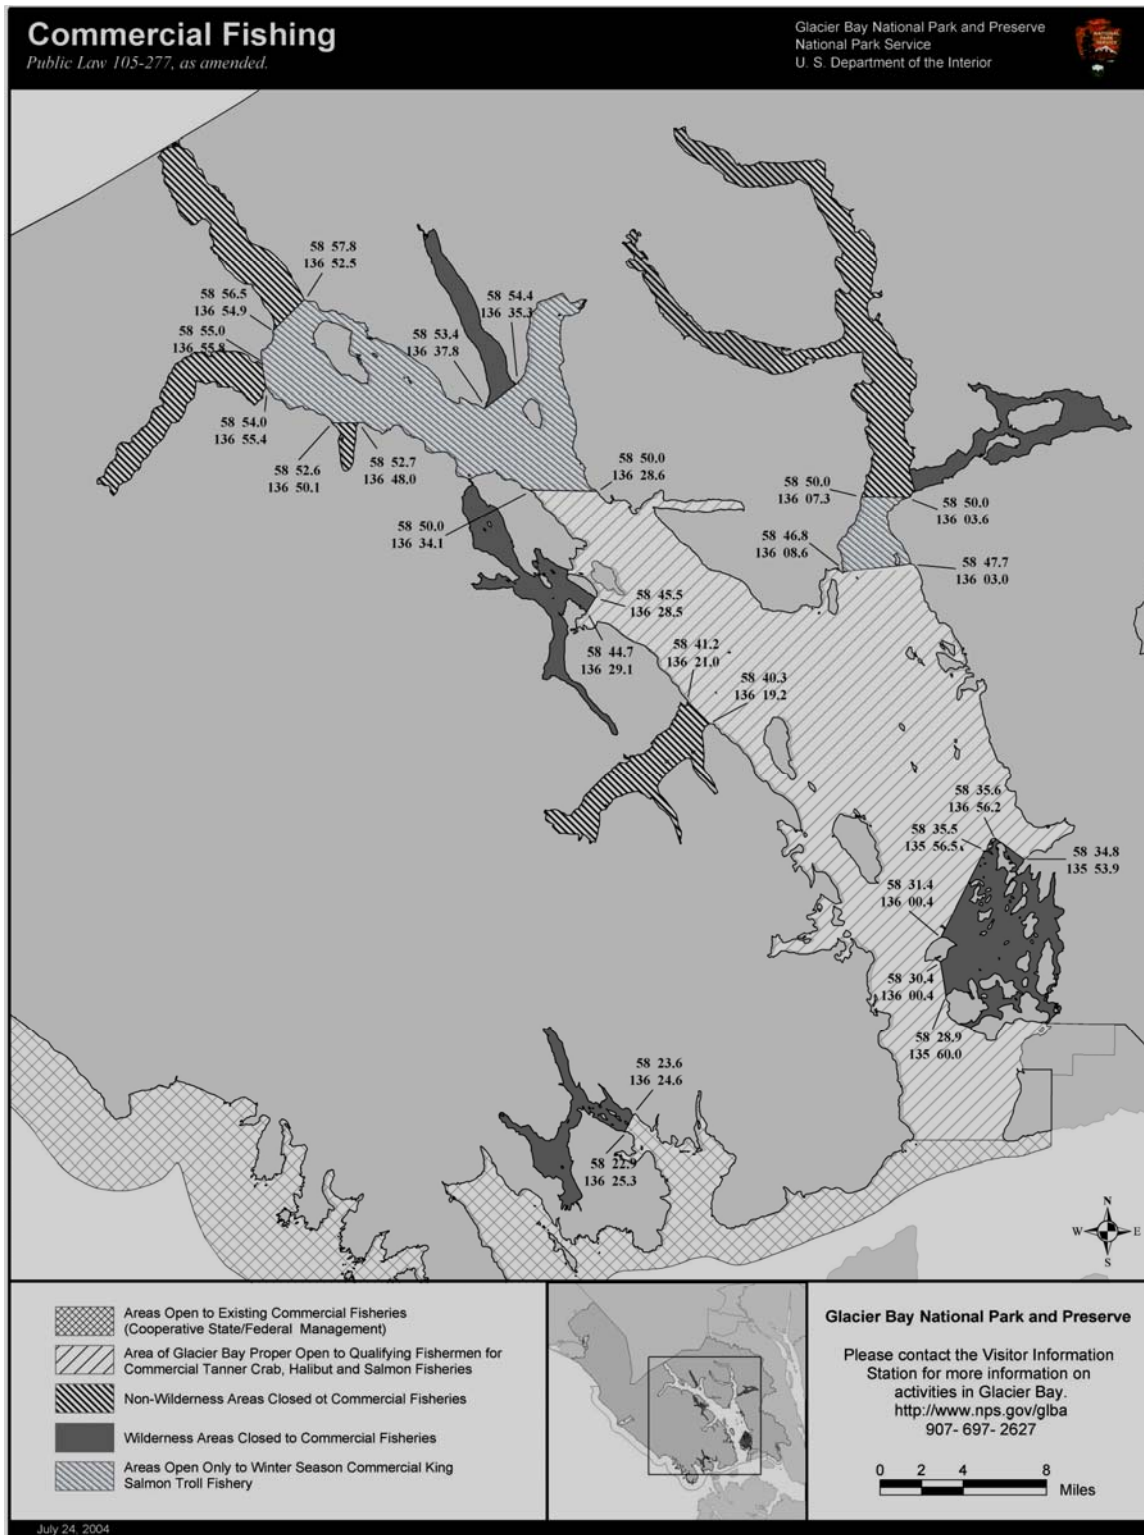 Commercial Fishing
Public Law 105-277, as amended.
Glacier Bay National Park and Preserve
National Park Service
U. S. Department of the Interior
NATIONAL
PARK
SERVICE
58 57.8
136 52.5
58 56.5
136 54.9
58 55.0
136 55.8
58 54.4
136 35.3
58 53.4
136 37.8
58 54.0
136 55.4
58 52.6
136 50.1
58 52.7
136 48.0
58 50.0
136 28.6
58 50.0
136 07.3
58 50.0
136 03.6
58 50.0
136 34.1
58 46.8
136 08.6
58 47.7
136 03.0
58 45.5
136 28.5
58 44.7
136 29.1
58 41.2
136 21.0
58 40.3
136 19.2
58 35.6
136 56.2
58 35.5
135 56.5
58 34.8
135 53.9
58 31.4
136 00.4
58 30.4
136 00.4
58 28.9
135 60.0
58 23.6
136 24.6
58 22.9
136 25.3
N
W
E
S
Areas Open to Existing Commercial Fisheries
(Cooperative State/Federal Management)
Area of Glacier Bay Proper Open to Qualifying Fishermen for
Commercial Tanner Crab, Halibut and Salmon Fisheries
Non-Wilderness Areas Closed ot Commercial Fisheries
Wilderness Areas Closed to Commercial Fisheries
Areas Open Only to Winter Season Commercial King
Salmon Troll Fishery
Glacier Bay National Park and Preserve
Please contact the Visitor Information
Station for more information on
activities in Glacier Bay.
http://www.nps.gov/glba
907- 697- 2627
0 2 4 8
Miles
July 24, 2004